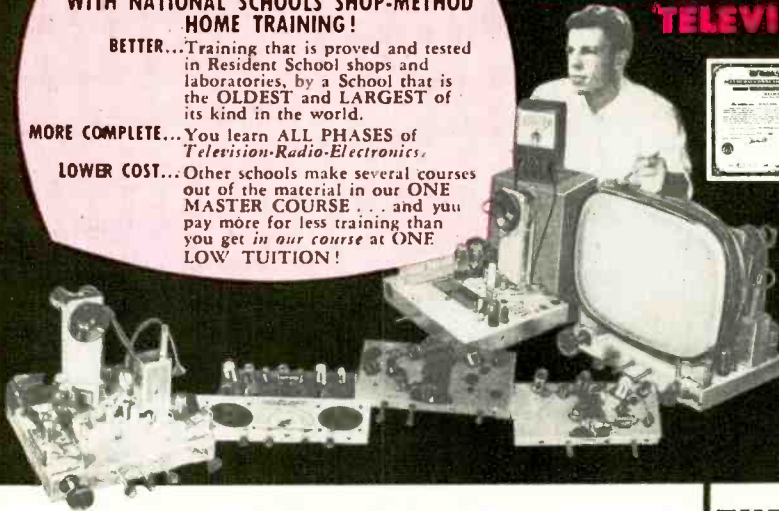 WITH NATIONAL SCHOOLS SHOP-METHOD
HOME TRAINING!
BETTER...Training that is proved and tested
in Resident School shops and
laboratories, by a School that is
the OLDEST and LARGEST of
its kind in the world.
MORE COMPLETE...You learn ALL PHASES of
Television-Radio-Electronics.
LOWER COST...Other schools make several courses
out of the material in our ONE
MASTER COURSE . . . and you
pay more for less training than
you get in our course at ONE
LOW TUITION!